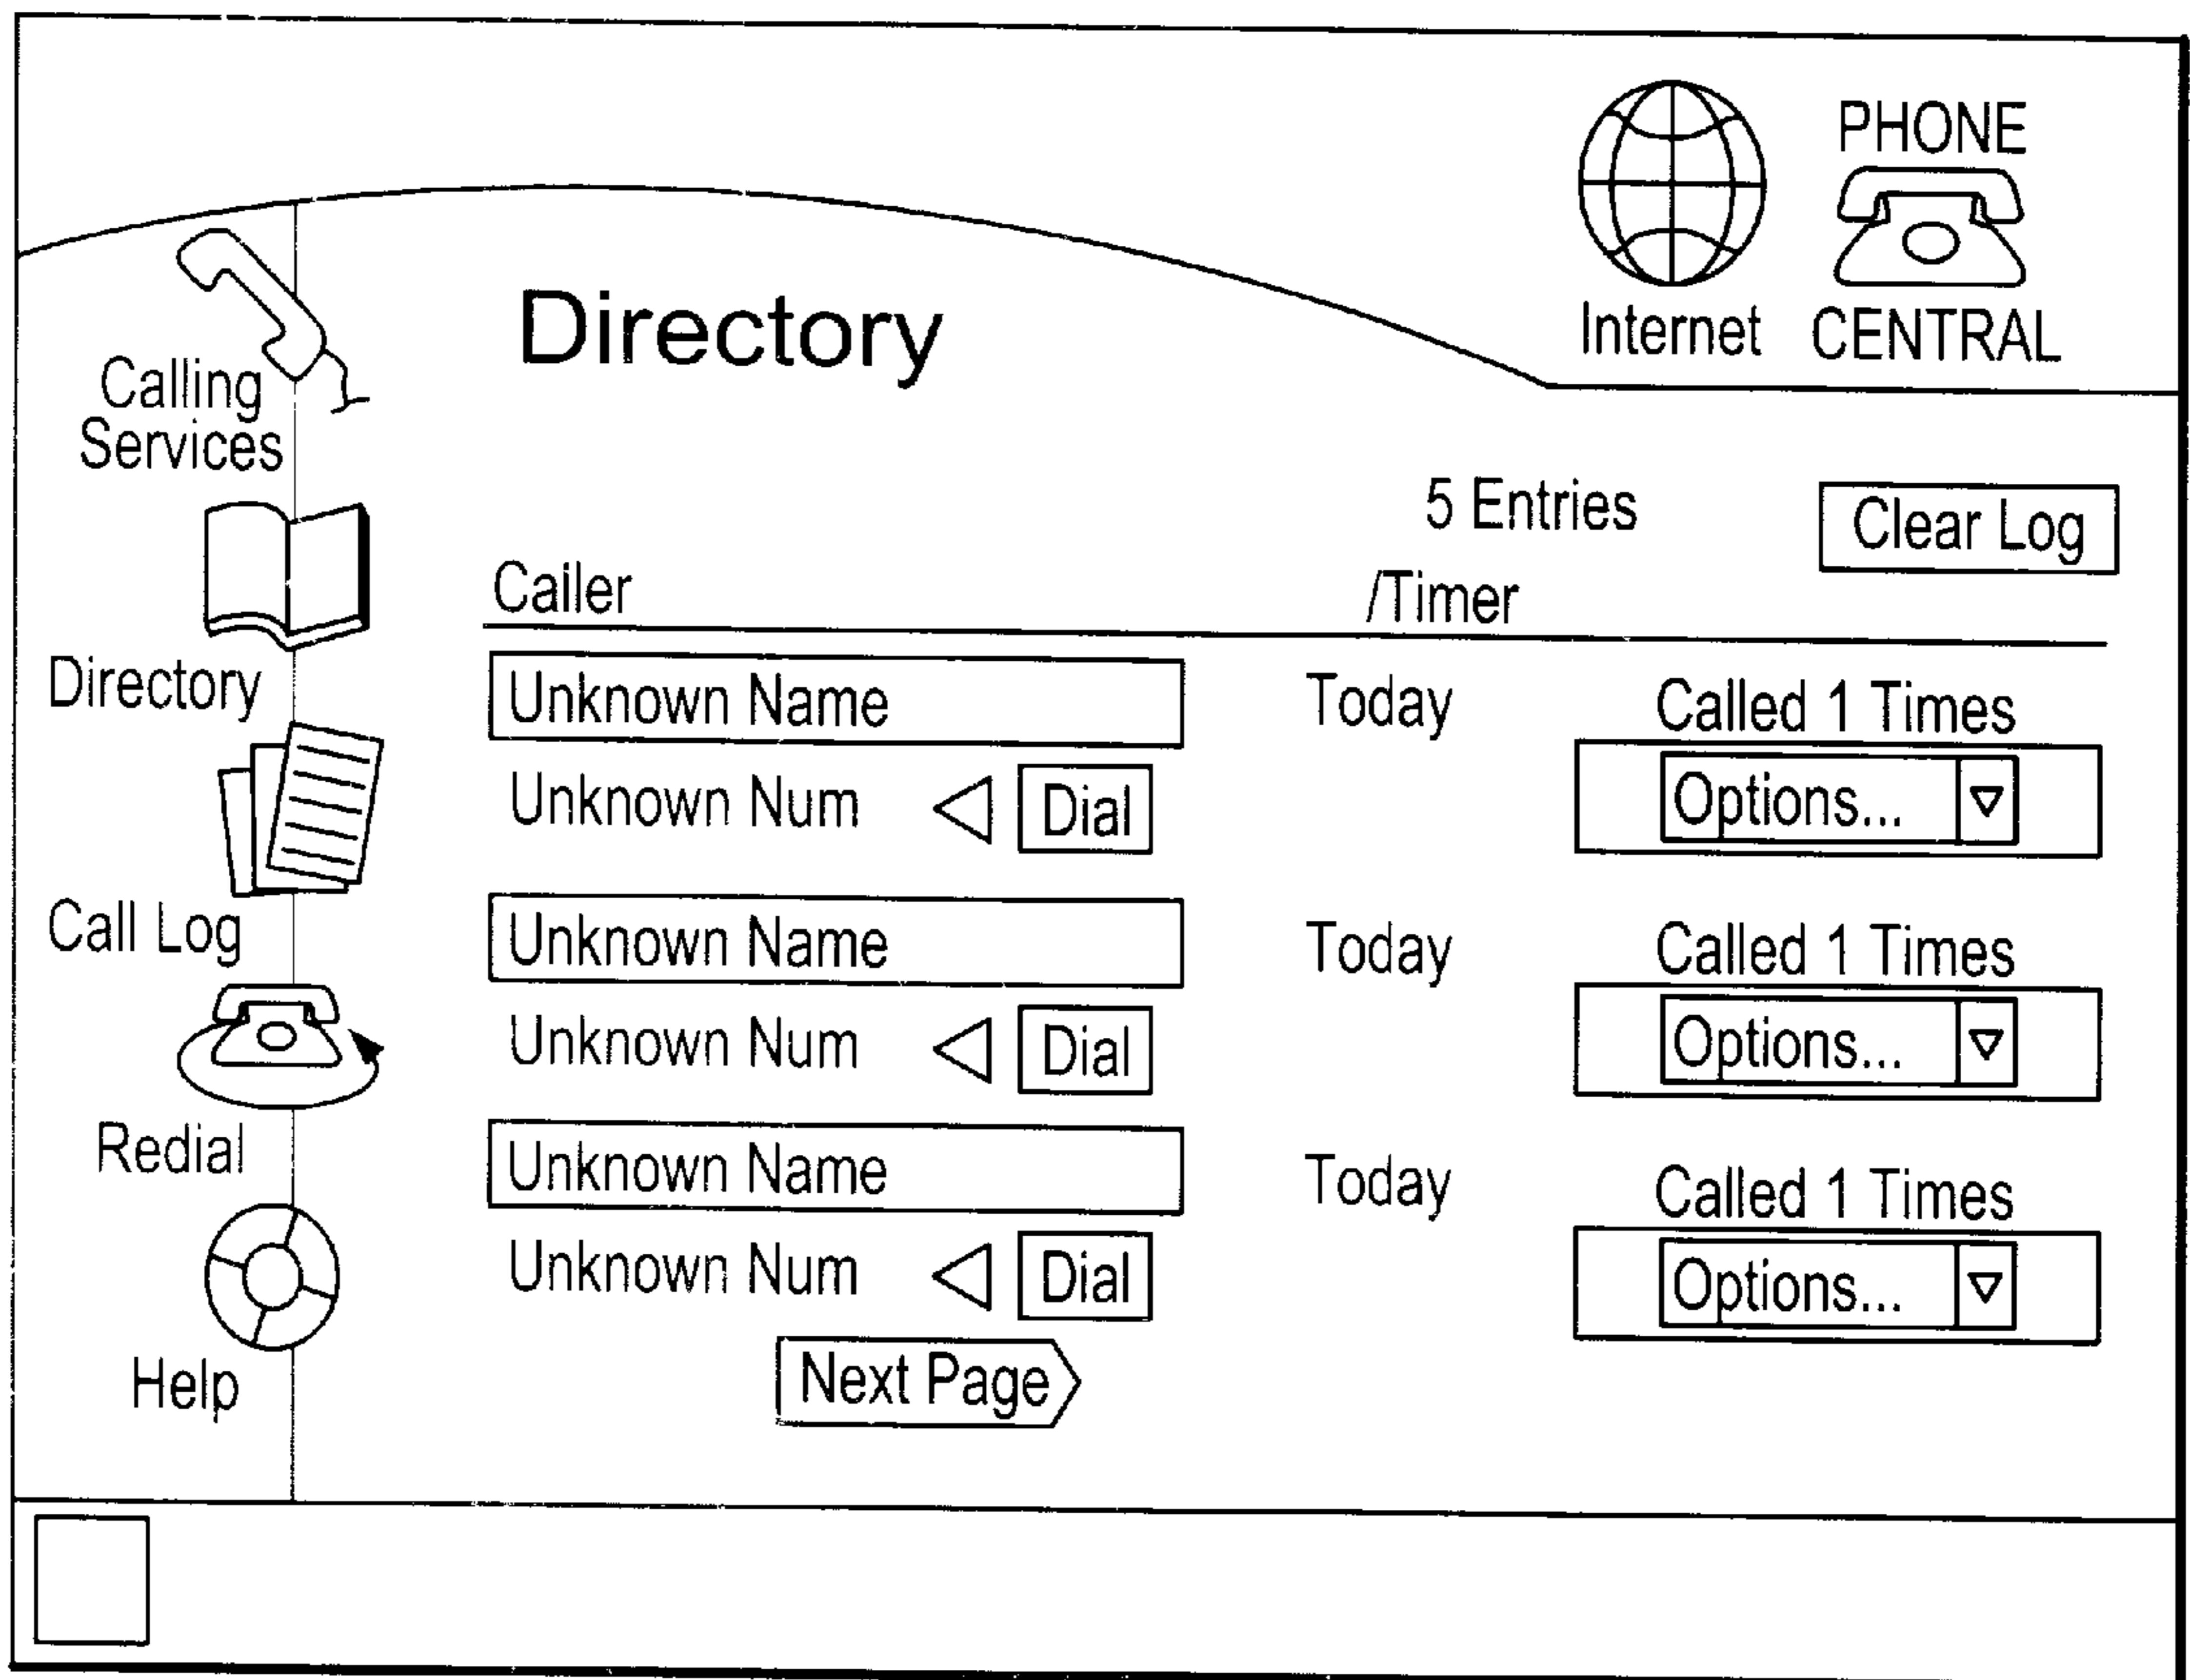 PHONE
Internet CENTRAL
Directory
Calling
Services
Directory
Call Log
Redial
Help
5 Entries Clear Log
Caller /Timer
Unknown Name Today Called 1 Times
Unknown Num Dial Options...
Unknown Name Today Called 1 Times
Unknown Num Dial Options...
Unknown Name Today Called 1 Times
Unknown Num Dial Options...
Next Page